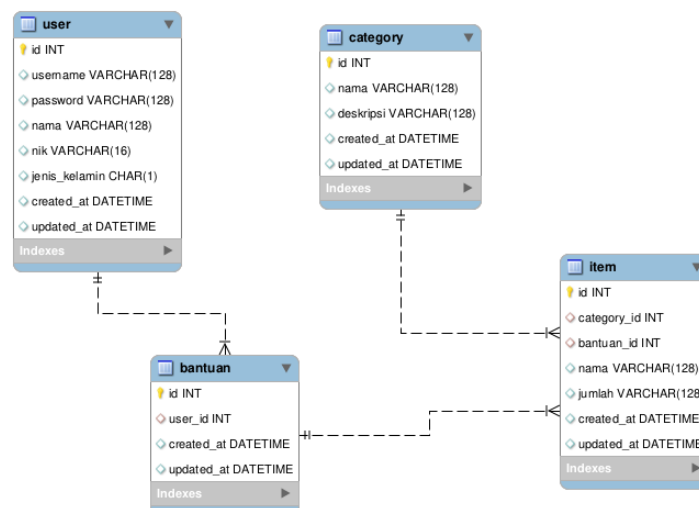 user
id INT
username VARCHAR(128)
password VARCHAR(128)
nama VARCHAR(128)
nik VARCHAR(16)
jenis_kelamin CHAR(1)
created_at DATETIME
updated_at DATETIME
Indexes
category
id INT
nama VARCHAR(128)
deskripsi VARCHAR(128)
created_at DATETIME
updated_at DATETIME
Indexes
bantuan
id INT
user_id INT
created_at DATETIME
updated_at DATETIME
Indexes
item
id INT
category_id INT
bantuan_id INT
nama VARCHAR(128)
jumlah VARCHAR(128
created_at DATETIME
updated_at DATETIME
Indexes